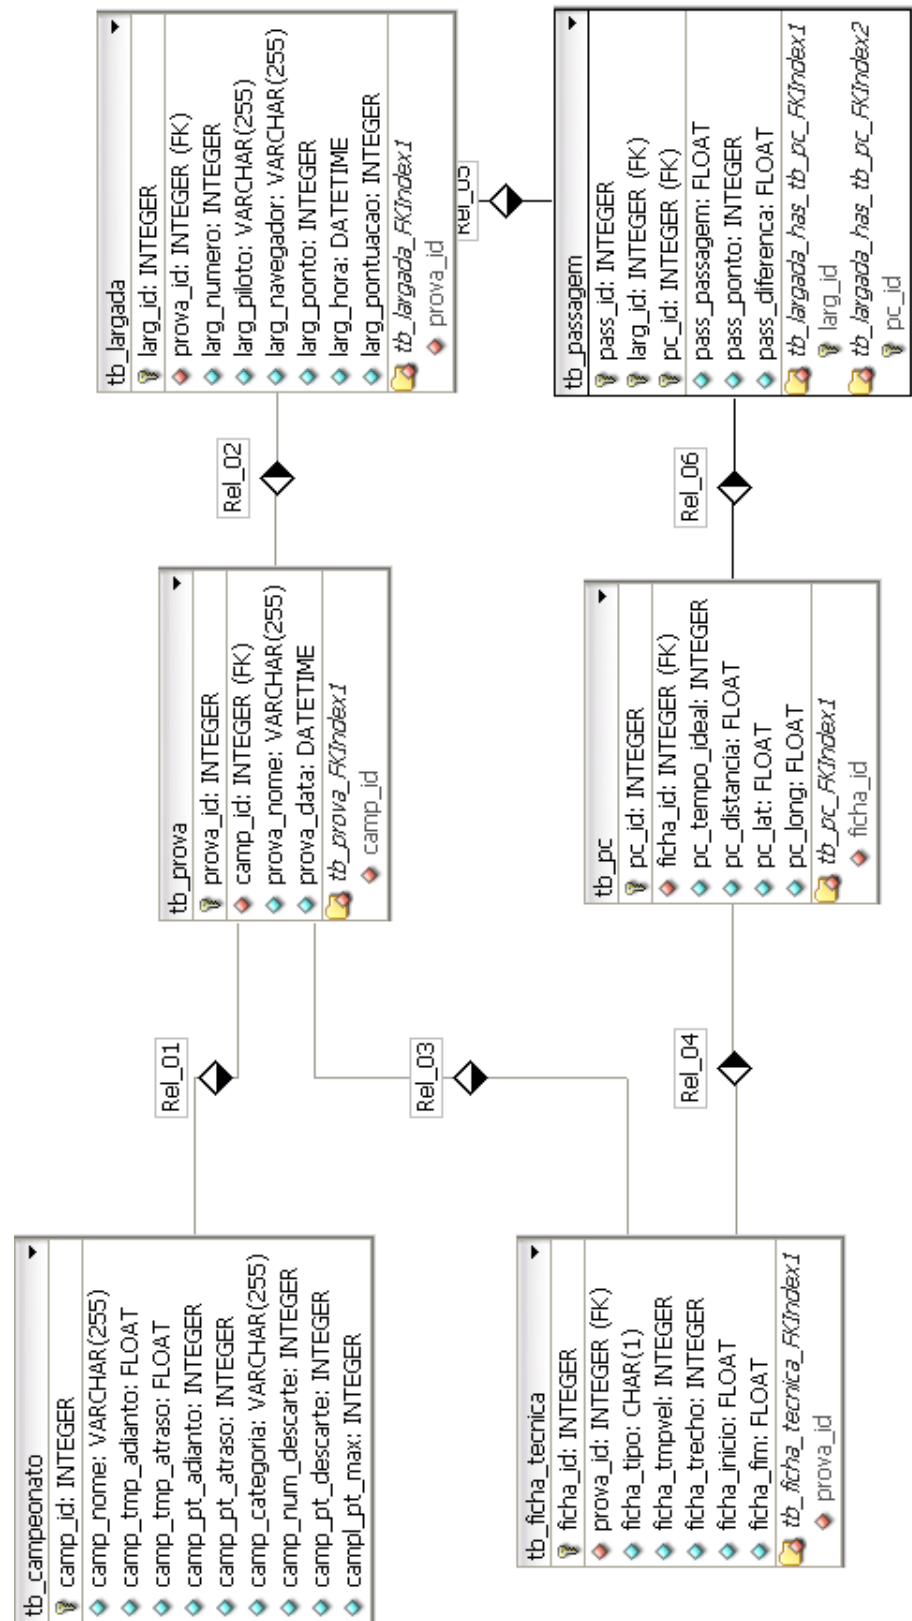 tb_campeonato
camp_id: INTEGER
camp_nome: VARCHAR(255)
camp_tmp_adianto: FLOAT
camp_tmp_atraso: FLOAT
camp_pt_adianto: INTEGER
camp_pt_atraso: INTEGER
camp_categoria: VARCHAR(255)
camp_num_descarte: INTEGER
camp_pt_descarte: INTEGER
campl_pt_max: INTEGER
Rel_01
tb_prova
prova_id: INTEGER
camp_id: INTEGER (FK)
prova_nome: VARCHAR(255)
prova_data: DATETIME
tb_prova_FKIndex1
camp_id
Rel_02
tb_largada
larg_id: INTEGER
prova_id: INTEGER (FK)
larg_numero: INTEGER
larg_piloto: VARCHAR(255)
larg_navegador: VARCHAR(255)
larg_ponto: INTEGER
larg_hora: DATETIME
larg_pontuacao: INTEGER
tb_largada_FKIndex1
prova_id
Rel_03
Rel_05
tb_ficha_tecnica
ficha_id: INTEGER
prova_id: INTEGER (FK)
ficha_tipo: CHAR(1)
ficha_tmpvel: INTEGER
ficha_trecho: INTEGER
ficha_inicio: FLOAT
ficha_fim: FLOAT
tb_ficha_tecnica_FKIndex1
prova_id
Rel_04
tb_pc
pc_id: INTEGER
ficha_id: INTEGER (FK)
pc_tempo_ideal: INTEGER
pc_distancia: FLOAT
pc_lat: FLOAT
pc_long: FLOAT
tb_pc_FKIndex1
ficha_id
Rel_06
tb_passagem
pass_id: INTEGER
larg_id: INTEGER (FK)
pc_id: INTEGER (FK)
pass_passagem: FLOAT
pass_ponto: INTEGER
pass_diferenca: FLOAT
tb_largada_has_tb_pc_FKIndex1
larg_id
tb_largada_has_tb_pc_FKIndex2
pc_id